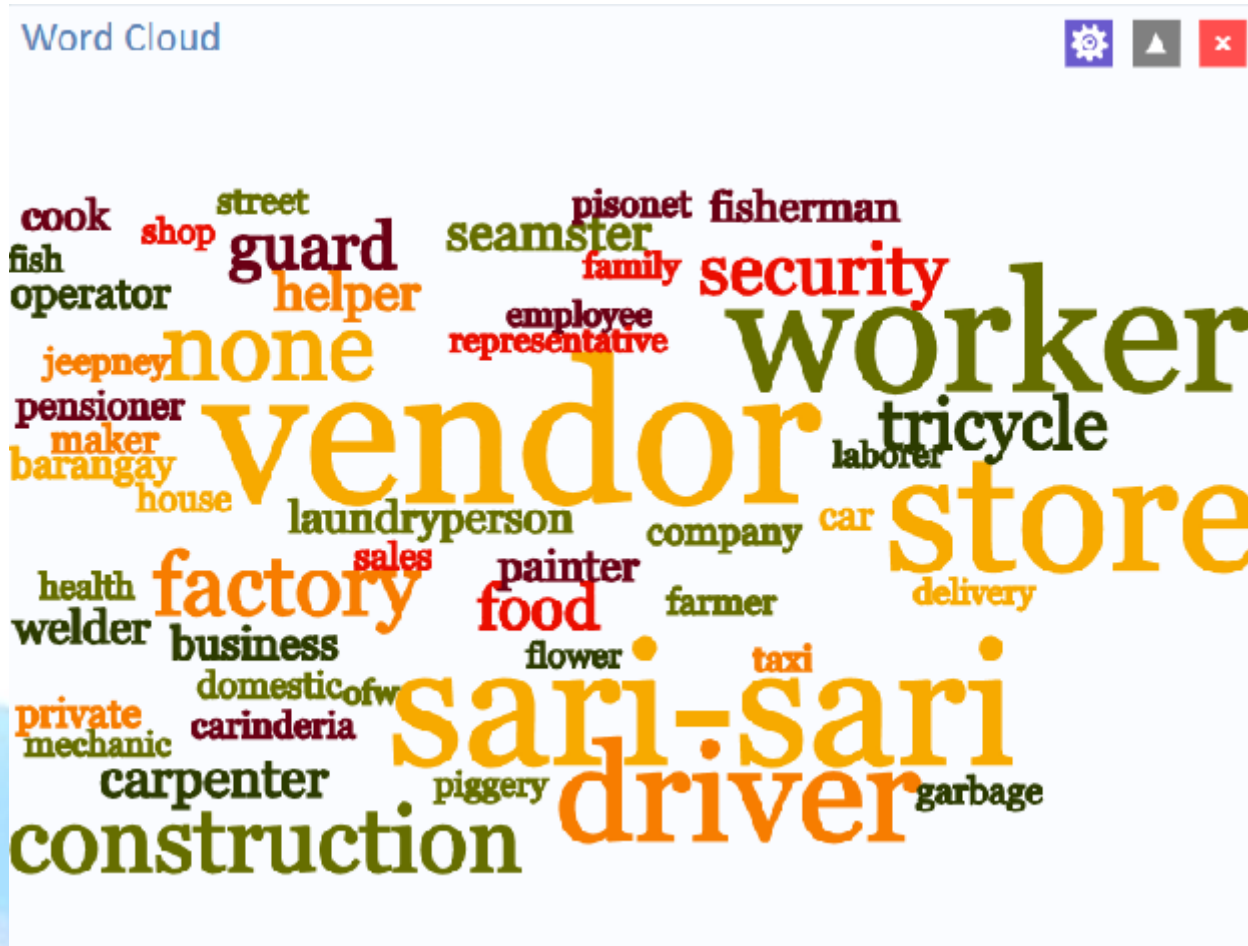 Word Cloud
cook
street
shop
guard
seamster
pisonet
fisherman
fish
family
security
operator
helper
employee
worker
representative
jeepney
none
pensioner
vendor
tricycle
maker
laborer
barangay
house
laundryperson
company
car
store
sales
health
factory
painter
food
farmer
delivery
welder
business
flower
taxi
domestic
ofw
sari-sari
private
carinderia
mechanic
carpenter
piggery
driver
garbage
construction